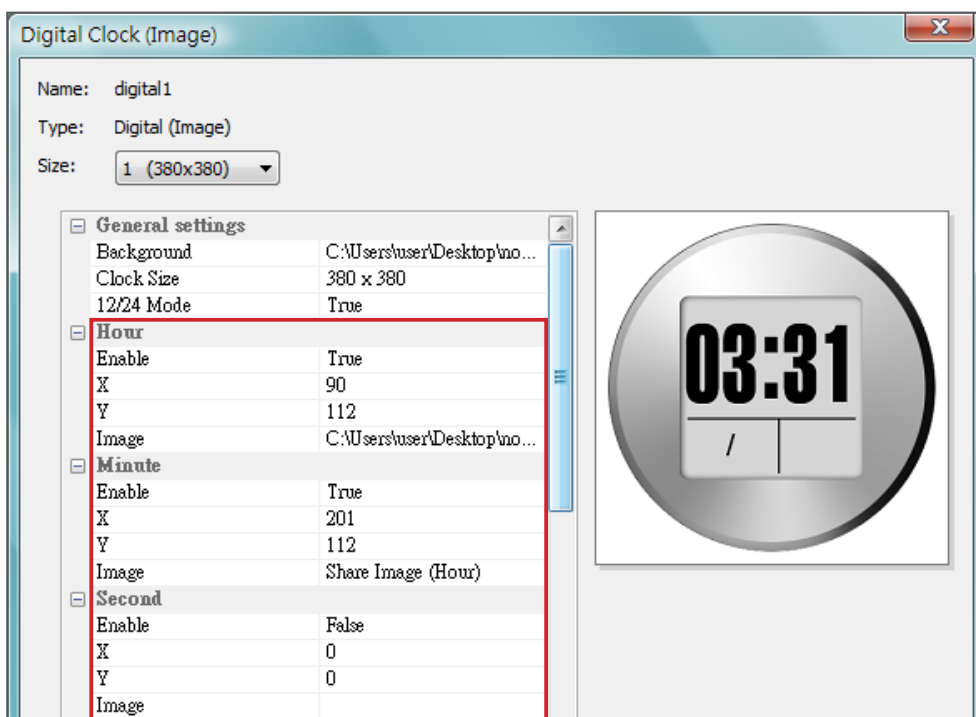 Digital Clock (Image)
Name: digital1
Type: Digital (Image)
Size: 1 (380x380)
General settings
Background C:\Users\user\Desktop\no...
Clock Size 380 x 380
12/24 Mode True
Hour
Enable True
X 90
Y 112
Image C:\Users\user\Desktop\no...
Minute
Enable True
X 201
Y 112
Image Share Image (Hour)
Second
Enable False
X 0
Y 0
Image
03:31
/